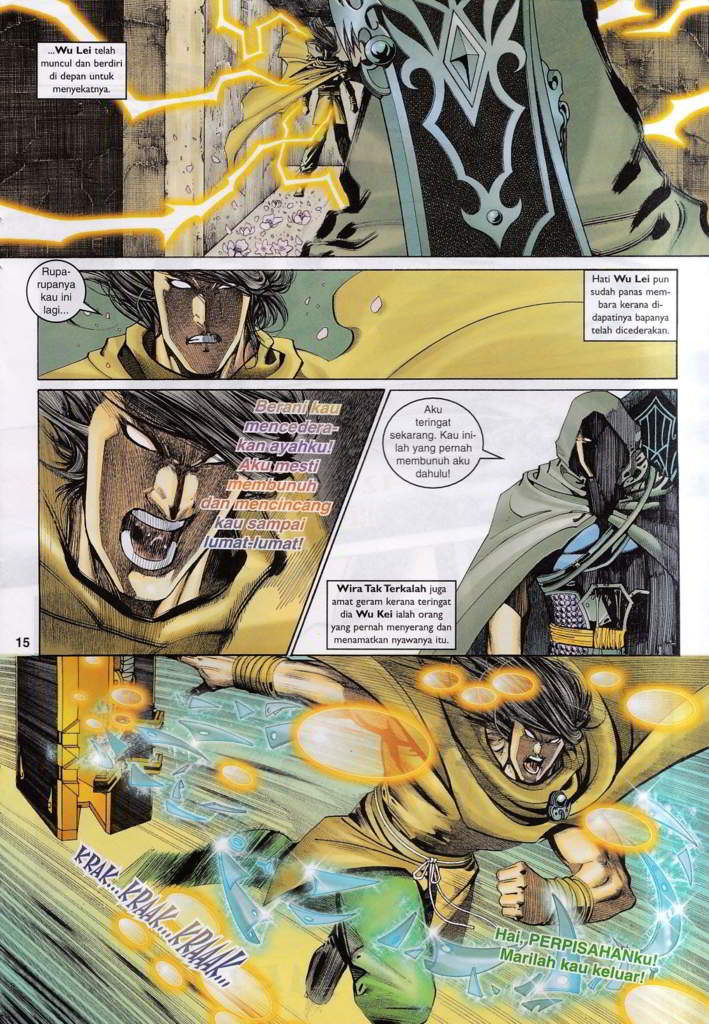 ...Wu Lei telah
muncul dan berdiri
di depan untuk
menyekatnya.
Rupa-
rupanya
kau ini
lagi...
Hati Wu Lei pun
sudah panas mem-
bara kerana di-
dapatinya bapanya
telah dicederakan.
Berani kau
mencedera-
kan ayahku!
Aku mesti
membunuh
dan mencincang
kau sampai
lumat-lumat!
Aku
teringat
sekarang. Kau ini-
lah yang pernah
membunuh aku
dahulu!
Wira Tak Terkalah juga
amat geram kerana teringat
dia Wu Kei ialah orang
yang pernah menyerang dan
menamatkan nyawanya itu.
15
KRAK...KRAAK...KRAAAK...
Hai, PERPISAHANku!
Marilah kau keluar!